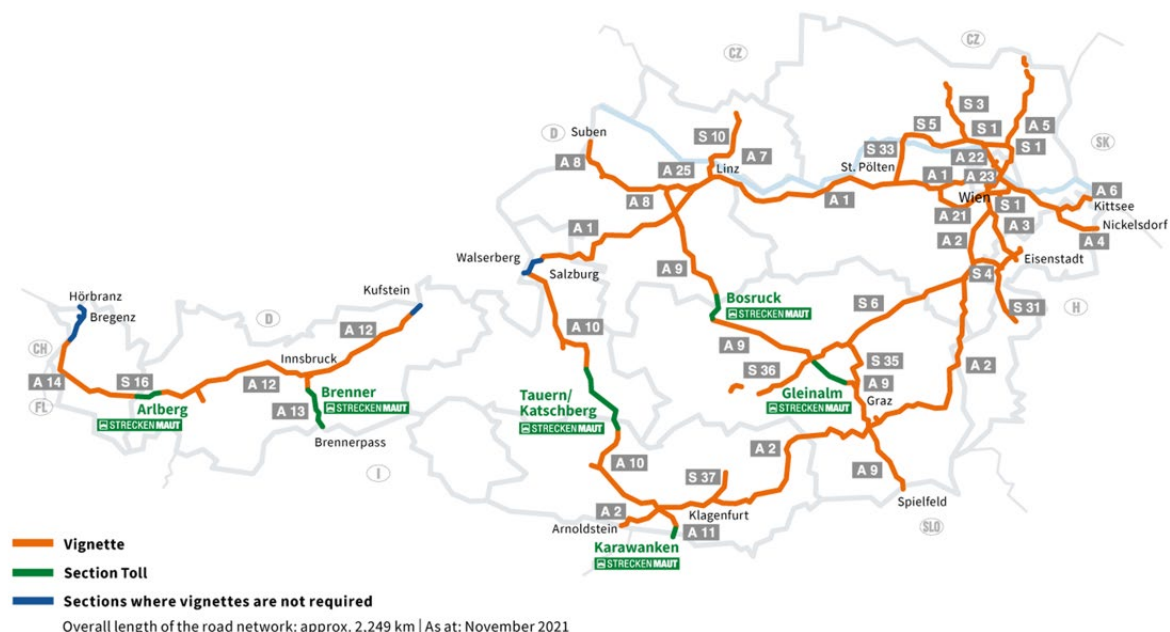 CZ
CZ
S 3
S 10
S 5
S 1
A 5
D
Suben
A 7
S 33
S 1
SK
A 8
A 25
Linz
St. Pölten
A 22
A 1
A 23
A 8
A 1
Wien
S 1
A 6
Kittsee
A 21
A 3
Nickelsdorf
A 1
A 2
A 4
Walserberg
Salzburg
A 9
S 4
Eisenstadt
Kufstein
Hörbranz
Bregenz
D
Bosruck
STRECKENMAUT
S 6
S 31
H
A 12
A 10
CH
Innsbruck
A 9
S 35
A 2
A 14
S 16
A 12
Brenner
STRECKENMAUT
S 36
A 9
FL
Arlberg
STRECKENMAUT
A 13
Tauern/
Katschberg
STRECKENMAUT
Gleinalm
STRECKENMAUT
Graz
Brennerpass
A 2
I
A 10
S 37
A 9
Spielfeld
A 2
Arnoldstein
Klagenfurt
SLO
A 11
Karawanken
STRECKENMAUT
Vignette
Section Toll
Sections where vignettes are not required
Overall length of the road network: approx. 2,249 km | As at: November 2021